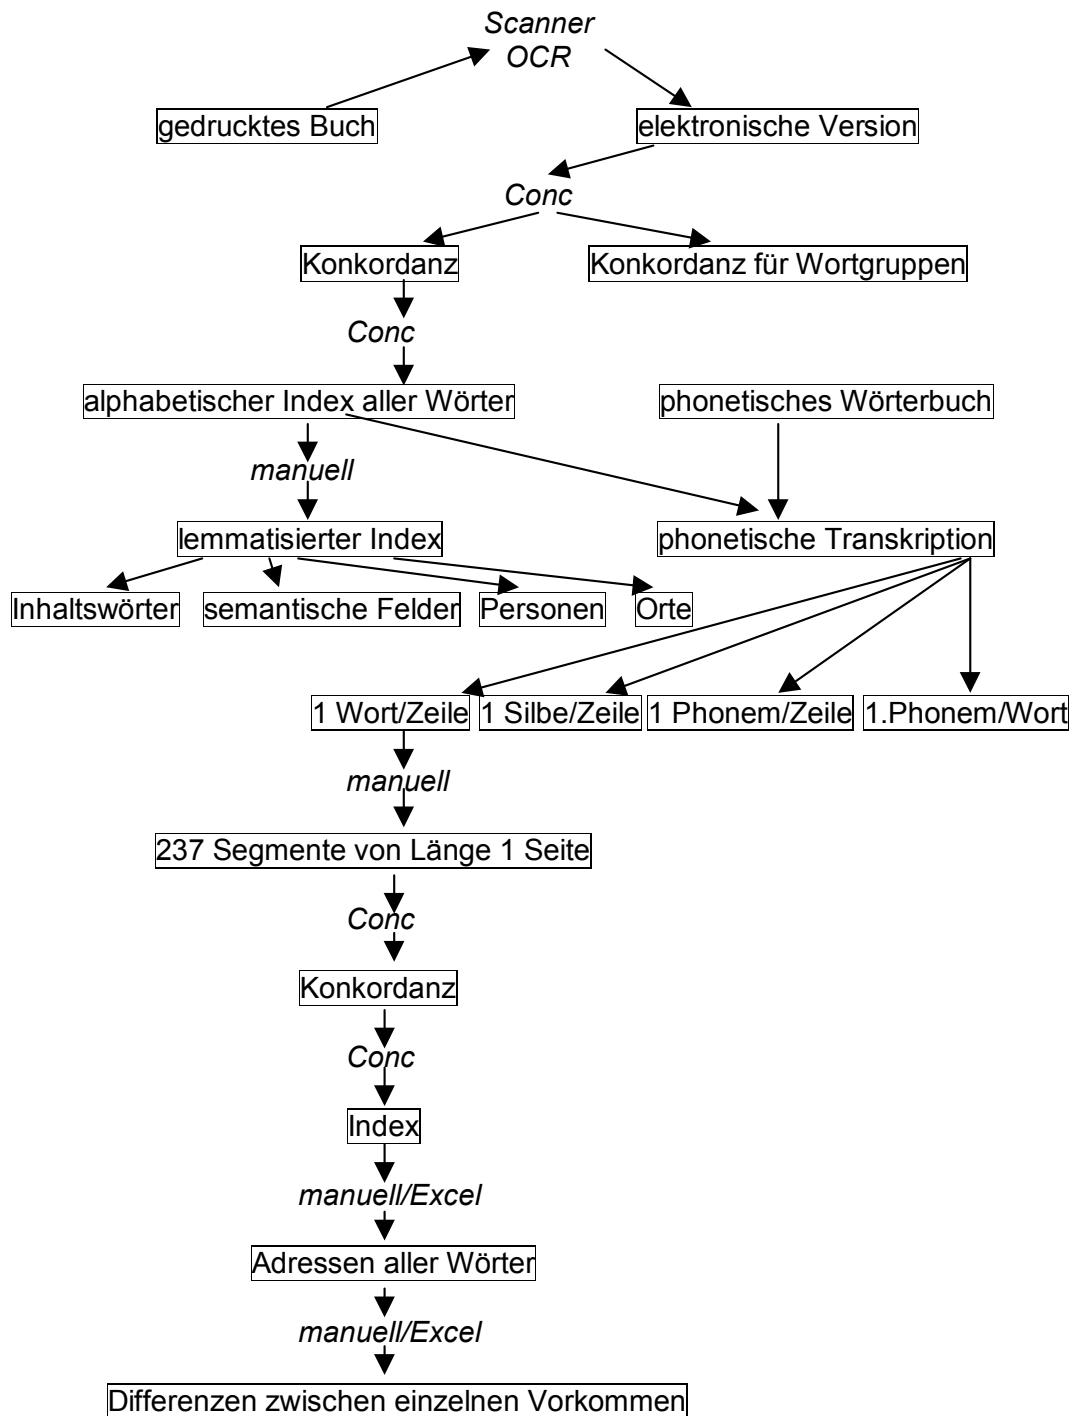 Scanner
OCR
gedrucktes Buch
elektronische Version
Conc
Konkordanz
Konkordanz für Wortgruppen
Conc
alphabetischer Index aller Wörter
phonetisches Wörterbuch
manuell
lemmatisierter Index
phonetische Transkription
Inhaltswörter
semantische Felder
Personen
Orte
1 Wort/Zeile
1 Silbe/Zeile
1 Phonem/Zeile
1.Phonem/Wort
manuell
237 Segmente von Länge 1 Seite
Conc
Konkordanz
Conc
Index
manuell/Excel
Adressen aller Wörter
manuell/Excel
Differenzen zwischen einzelnen Vorkommen